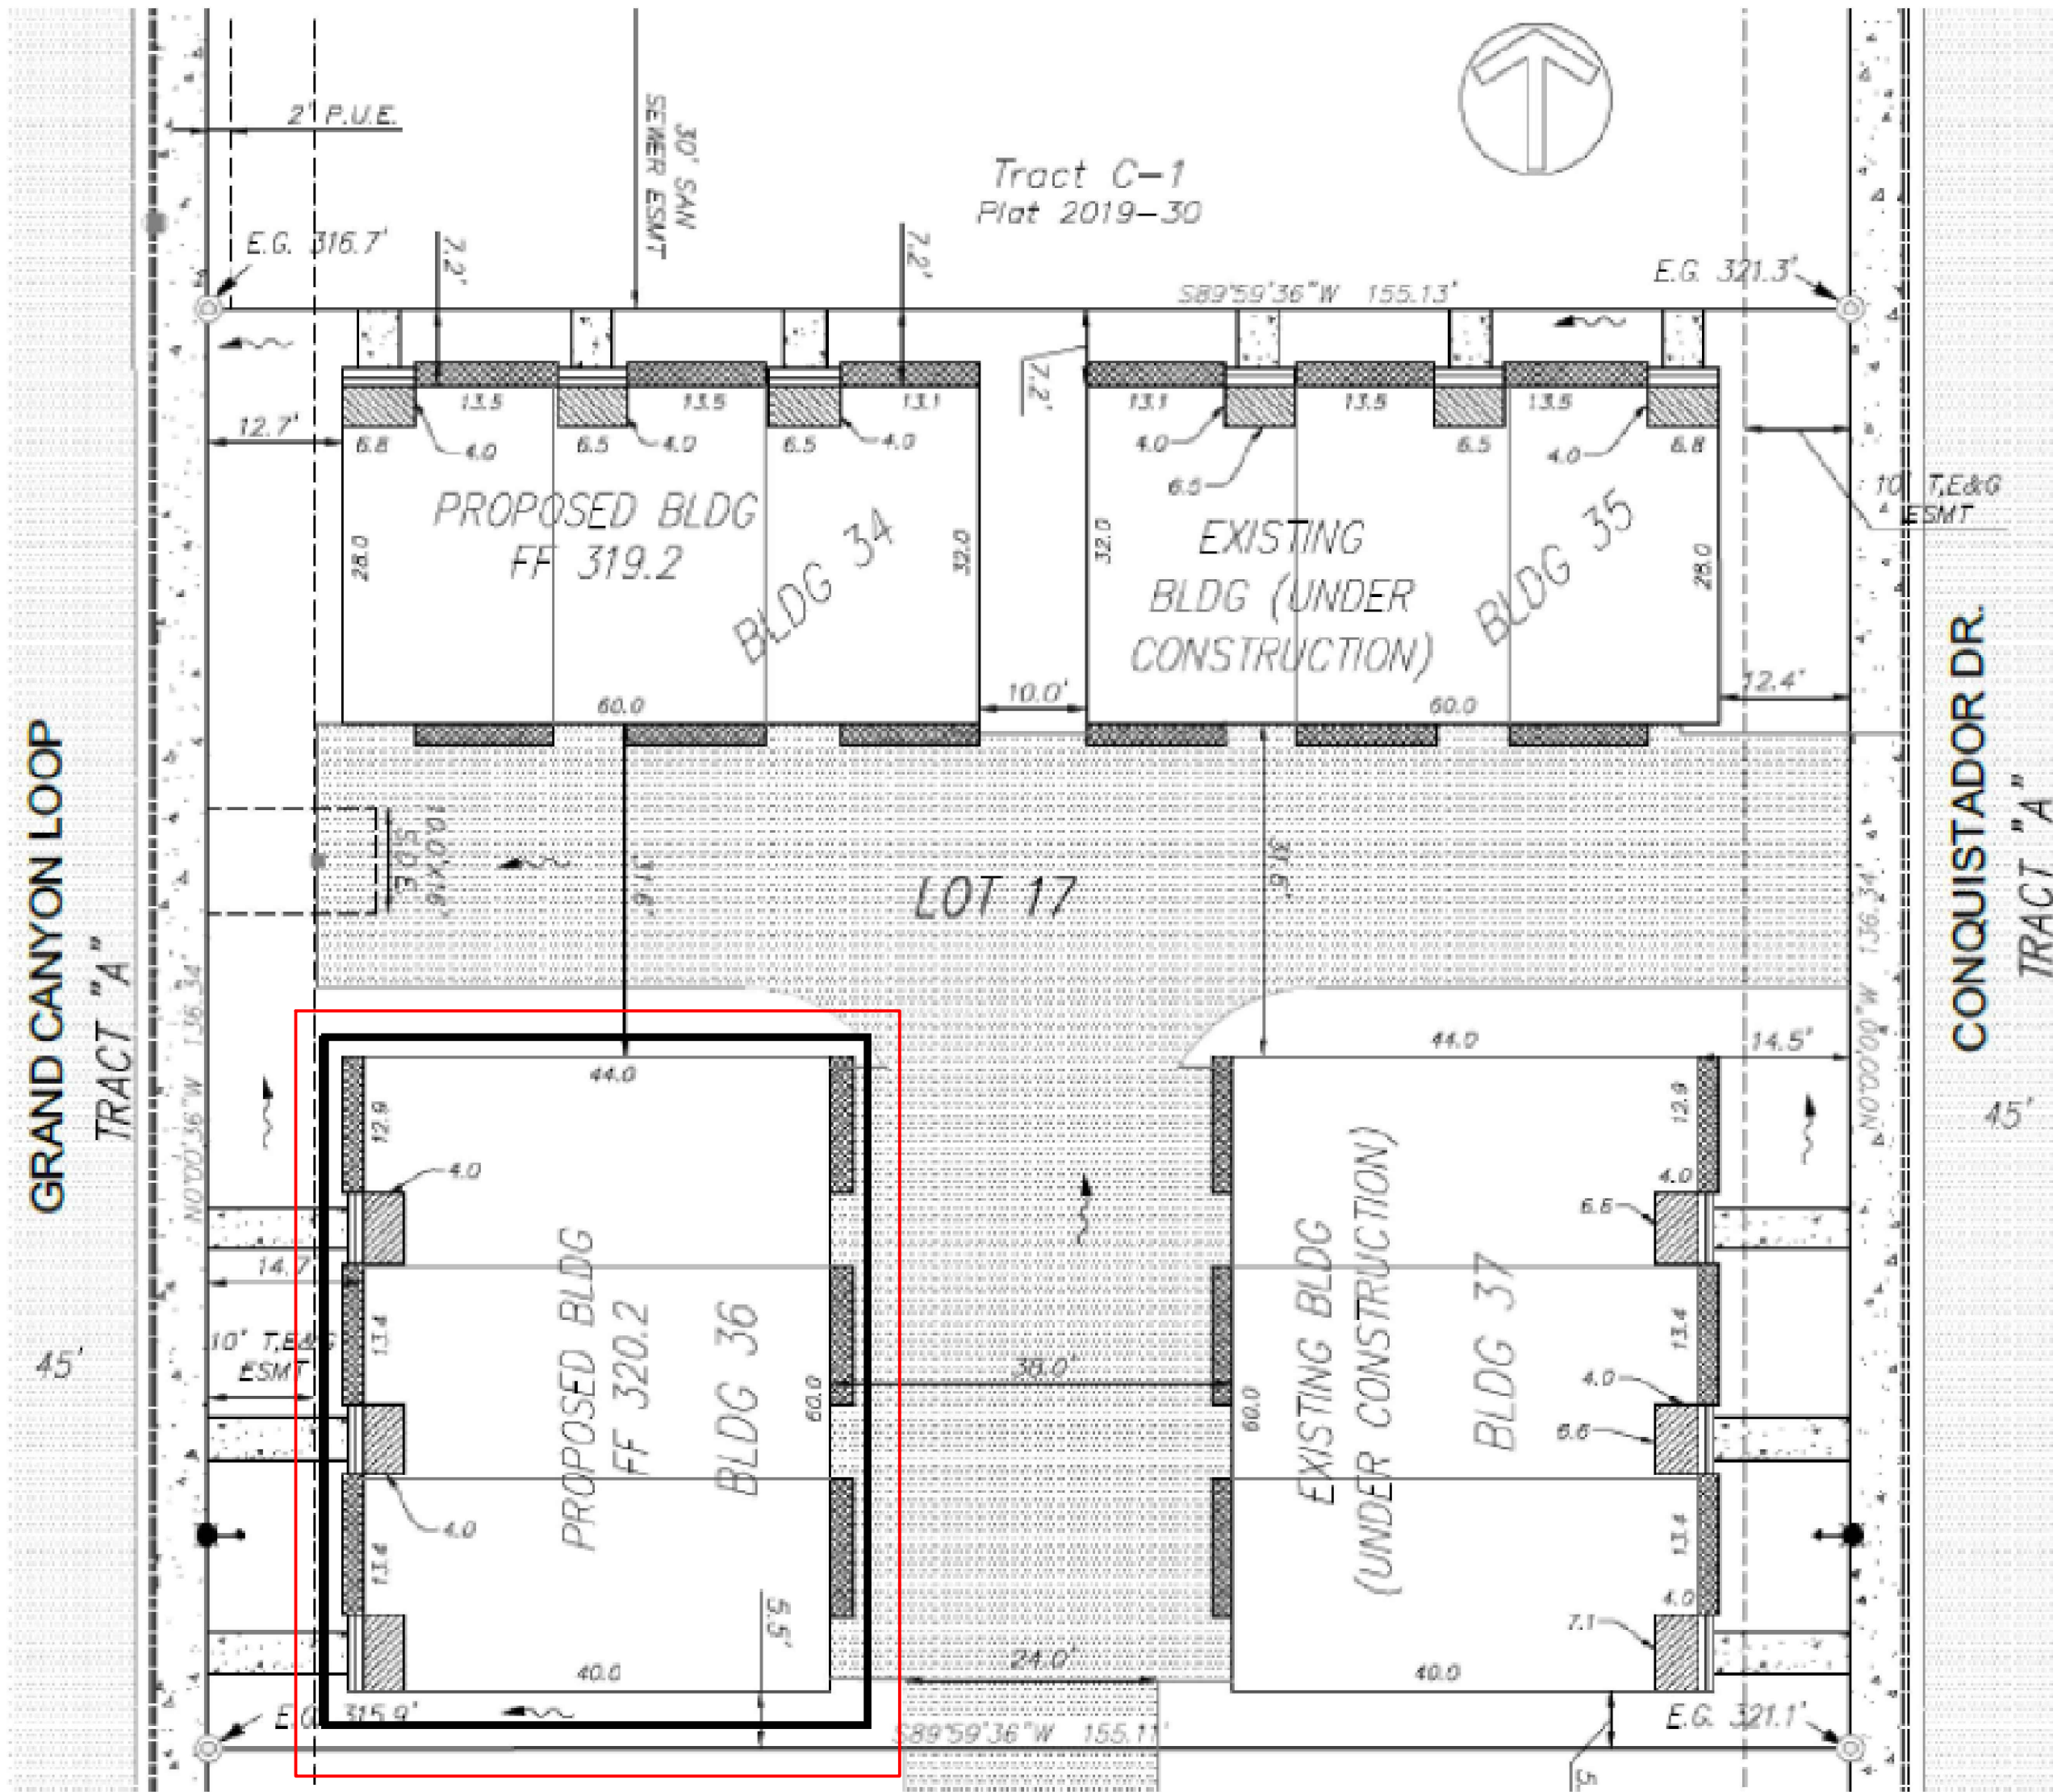 2' P.U.E.
30' SAN
SEWER ESMT
Tract C-1
Plat 2019-30
E.G. 316.7'
7.2'
7.2'
S89°59'36"W 155.13'
E.G. 321.3'
7.2'
12.7'
13.5
13.5
13.1
13.1
13.5
13.5
6.8
4.0
6.5
4.0
6.5
4.0
4.0
6.5
6.5
4.0
6.8
10' T,E&G
ESMT
PROPOSED BLDG
FF 319.2
BLDG 34
28.0
32.0
32.0
EXISTING
BLDG (UNDER
CONSTRUCTION)
BLDG 35
28.0
60.0
10.0'
60.0
12.4'
GRAND CANYON LOOP
TRACT "A"
CONQUISTADOR DR.
TRACT "A"
10.0'X16'
S.D.E.
31.6'
LOT 17
31.6'
N0°00'36"W 136.34'
N0°00'00"W 136.34'
44.0
44.0
14.5'
12.9
12.9
4.0
4.0
6.6
45'
14.7
10' T,E&G
ESMT
13.4
PROPOSED BLDG
FF 320.2
BLDG 36
60.0
38.0'
60.0
EXISTING BLDG
(UNDER CONSTRUCTION)
BLDG 37
13.4
4.0
6.6
45'
4.0
13.4
13.4
4.0
7.1
5.5'
40.0
24.0'
40.0
E.G. 315.9'
S89°59'36"W 155.11'
E.G. 321.1'